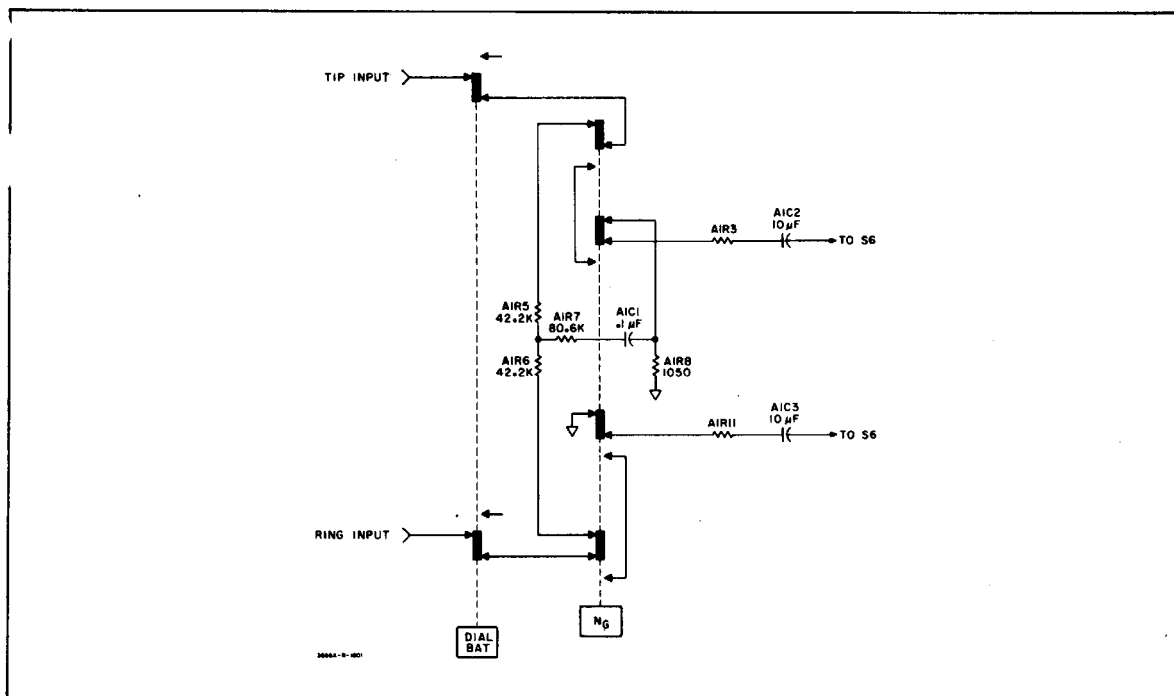 TIP INPUT
A1R3
A1C2
10 µF
TO S6
A1R5
42.2K
A1R7
80.6K
A1C1
.1 µF
A1R6
42.2K
A1R8
1050
A1R11
A1C3
10 µF
TO S6
RING INPUT
NG
DIAL
BAT